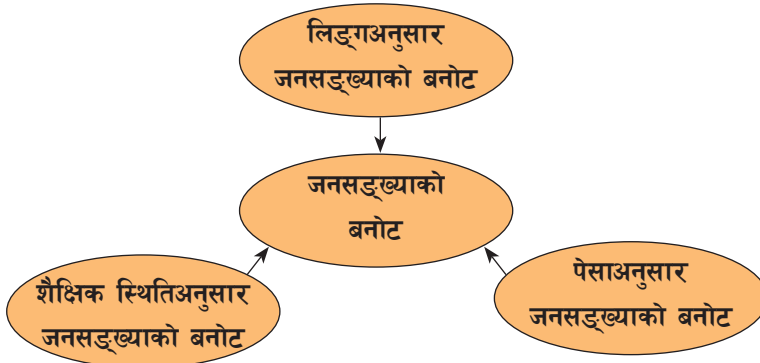 लिङ्गअनुसार
जनसङ्ख्याको बनोट
जनसङ्ख्याको
बनोट
शैक्षिक स्थितिअनुसार
जनसङ्ख्याको बनोट
पेसाअनुसार
जनसङ्ख्याको बनोट